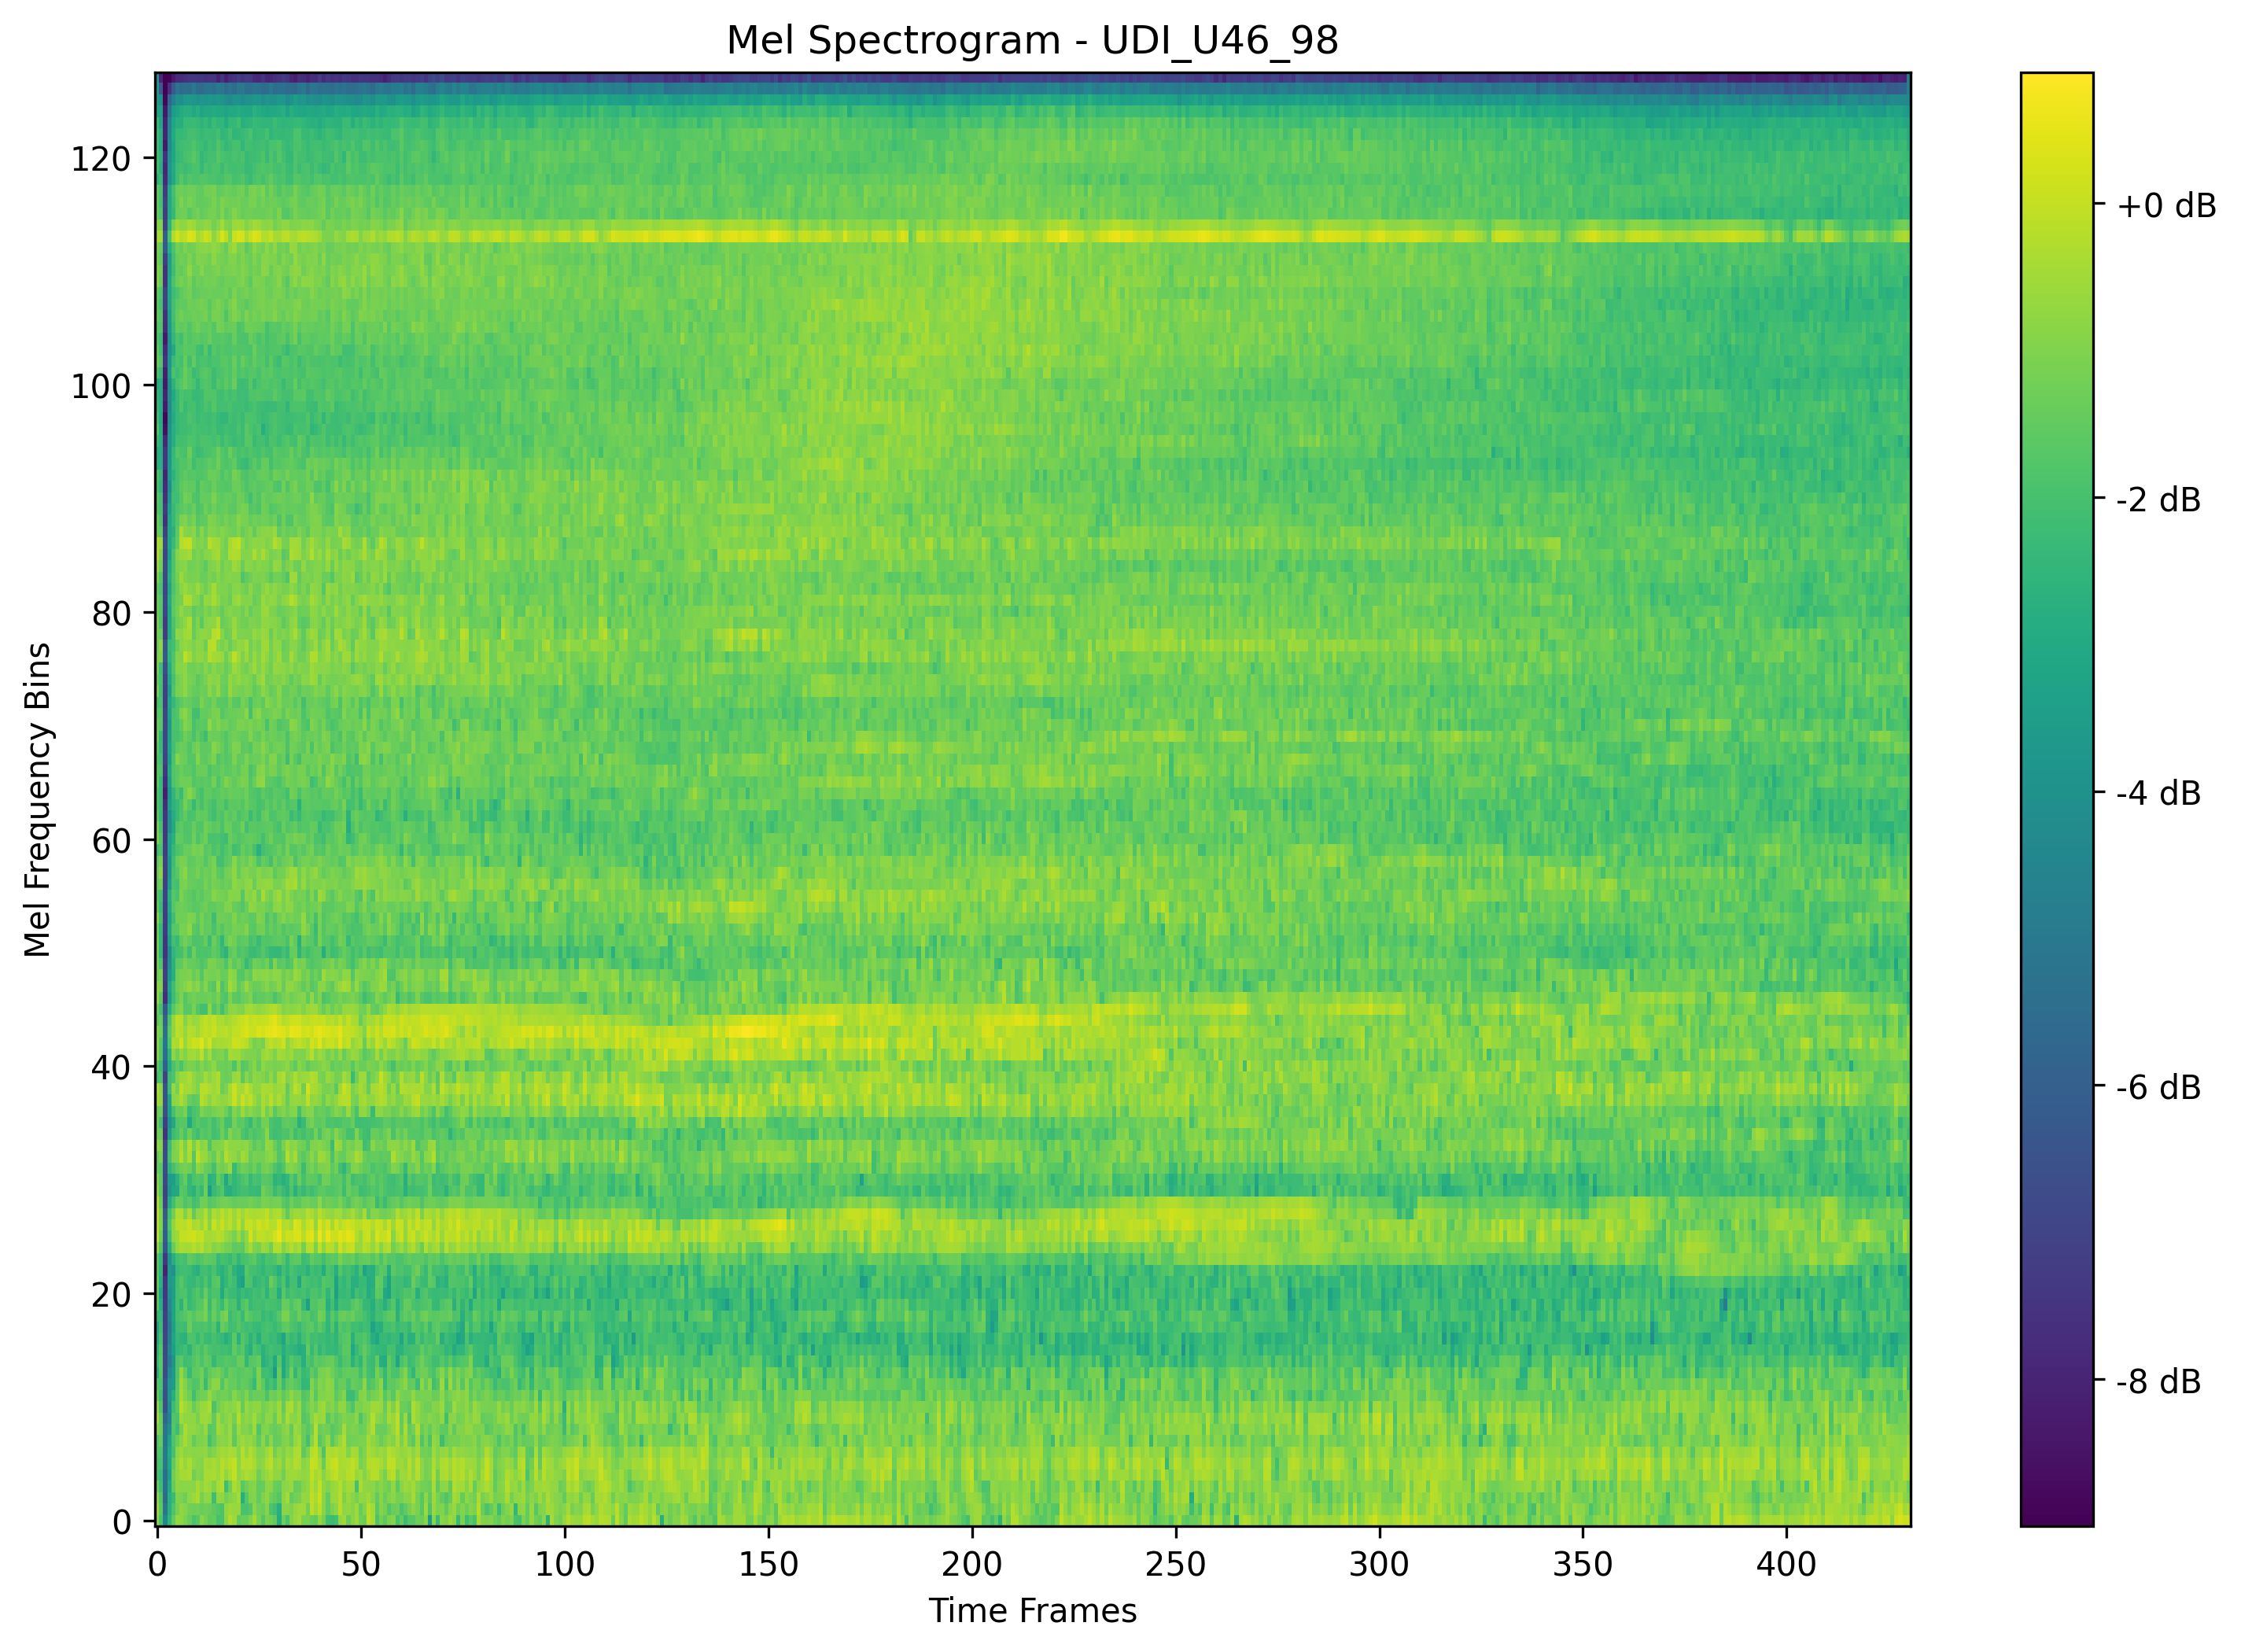 Mel Spectrogram - UDI_U46_98
120
100
80
60
40
20
0
Mel Frequency Bins
0 50 100 150 200 250 300 350 400
Time Frames
+0 dB
-2 dB
-4 dB
-6 dB
-8 dB